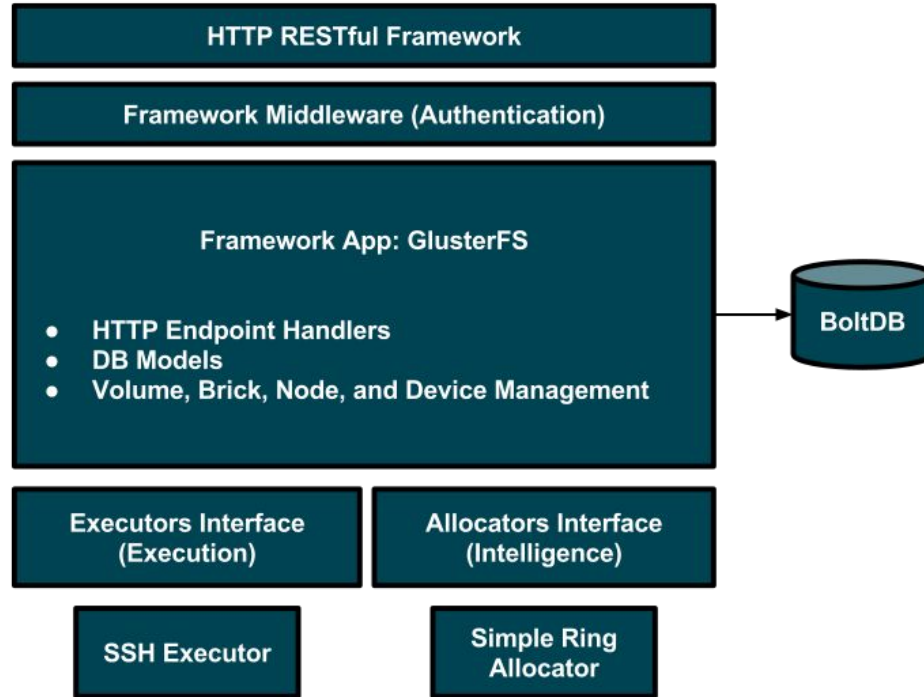 HTTP RESTful Framework
Framework Middleware (Authentication)
Framework App: GlusterFS
● HTTP Endpoint Handlers
● DB Models
● Volume, Brick, Node, and Device Management
BoltDB
Executors Interface
(Execution)
Allocators Interface
(Intelligence)
SSH Executor
Simple Ring
Allocator